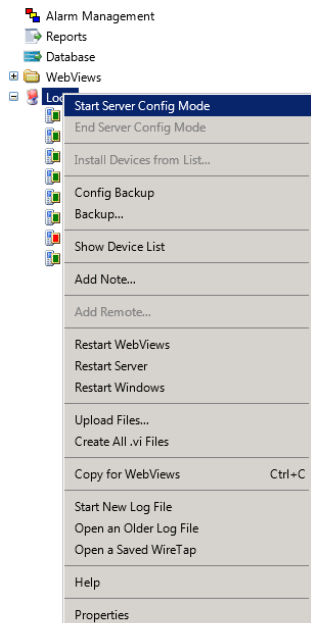 Alarm Management
Reports
Database
WebViews
Start Server Config Mode
End Server Config Mode
Install Devices from List...
Config Backup
Backup...
Show Device List
Add Note...
Add Remote...
Restart WebViews
Restart Server
Restart Windows
Upload Files...
Create All .vi Files
Copy for WebViews Ctrl+C
Start New Log File
Open an Older Log File
Open a Saved WireTap
Help
Properties